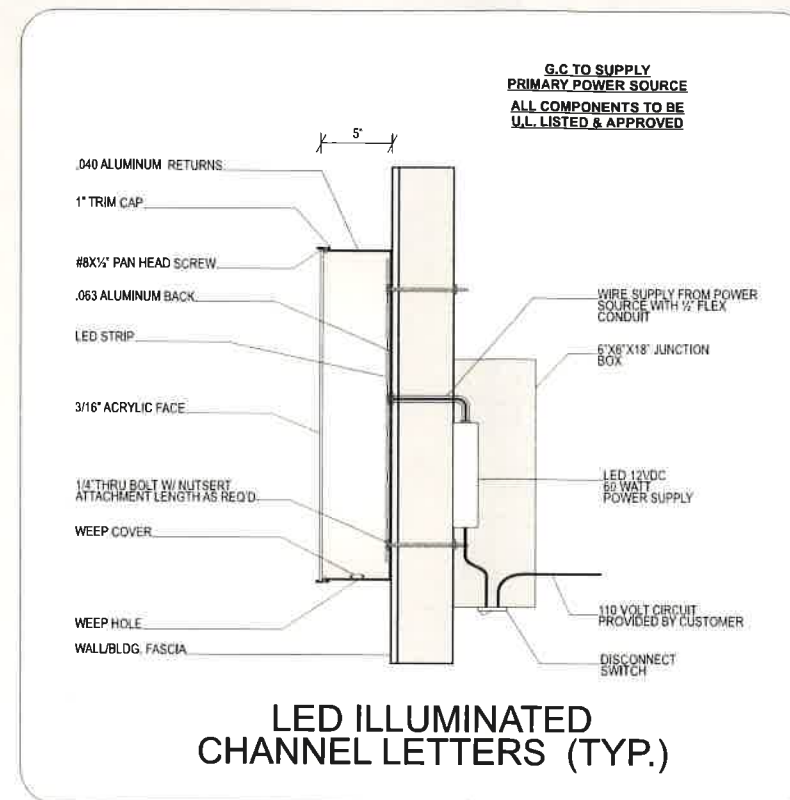 G.C TO SUPPLY
PRIMARY POWER SOURCE
ALL COMPONENTS TO BE
U.L. LISTED & APPROVED
5"
.040 ALUMINUM RETURNS
1" TRIM CAP
#8X½" PAN HEAD SCREW
.063 ALUMINUM BACK
LED STRIP
3/16" ACRYLIC FACE
1/4"THRU BOLT W/ NUTSERT
ATTACHMENT LENGTH AS REQ'D
WEEP COVER
WEEP HOLE
WALL/BLDG. FASCIA
WIRE SUPPLY FROM POWER
SOURCE WITH ½" FLEX
CONDUIT
6"X6"X18" JUNCTION
BOX
LED 12VDC
60 WATT
POWER SUPPLY
110 VOLT CIRCUIT
PROVIDED BY CUSTOMER
DISCONNECT
SWITCH
LED ILLUMINATED
CHANNEL LETTERS (TYP.)